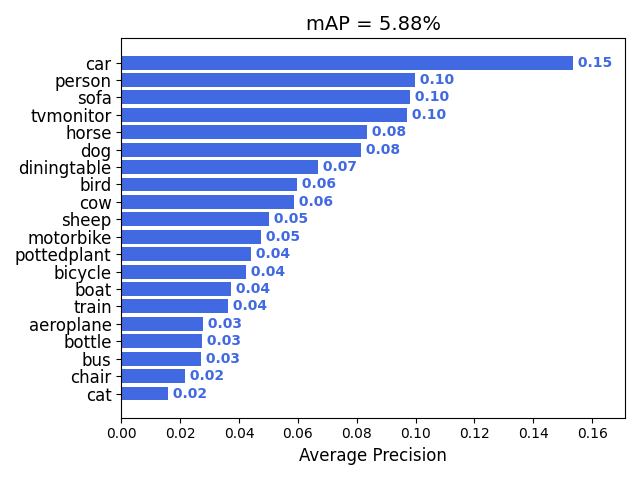 mAP = 5.88%
car 0.15
person 0.10
sofa 0.10
tvmonitor 0.10
horse 0.08
dog 0.08
diningtable 0.07
bird 0.06
cow 0.06
sheep 0.05
motorbike 0.05
pottedplant 0.04
bicycle 0.04
boat 0.04
train 0.04
aeroplane 0.03
bottle 0.03
bus 0.03
chair 0.02
cat 0.02
0.00 0.02 0.04 0.06 0.08 0.10 0.12 0.14 0.16
Average Precision